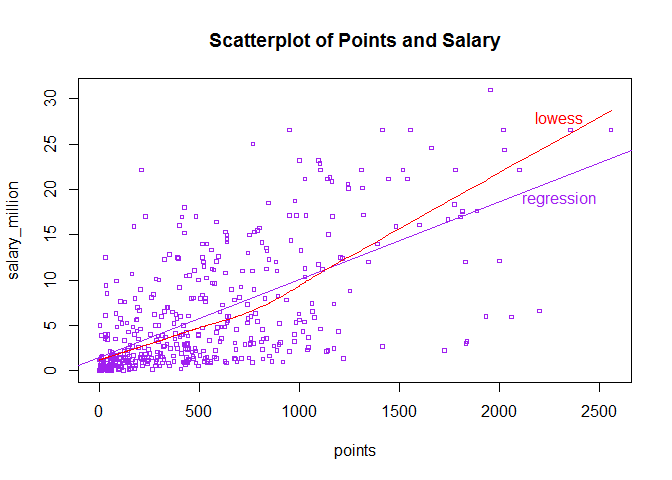 Scatterplot of Points and Salary
salary_million
30
25
20
15
10
5
0
lowess
regression
0 500 1000 1500 2000 2500
points